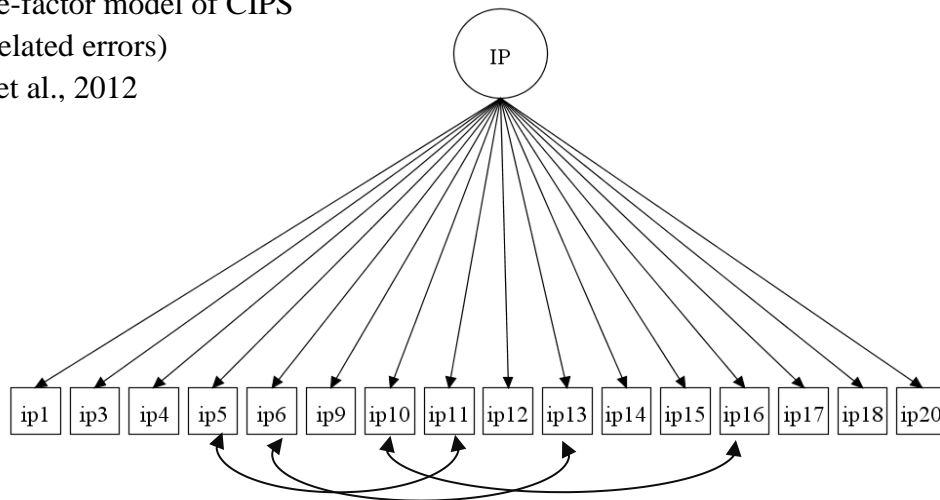 e-factor model of CIPS
elated errors)
et al., 2012
IP
ip1 ip3 ip4 ip5 ip6 ip9 ip10 ip11 ip12 ip13 ip14 ip15 ip16 ip17 ip18 ip20